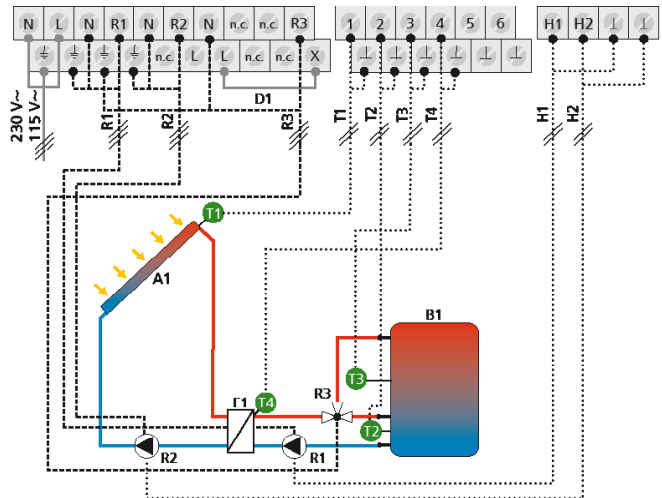 N L N R1 N R2 N n.c. n.c. R3
n.c. L L n.c. n.c. X
1 2 3 4 5 6
H1 H2
D1
230 V~
115 V~
R1
R2
R3
T1
T2
T3
T4
H1
H2
T1
A1
B1
T3
R3
F1
T4
T2
R2
R1